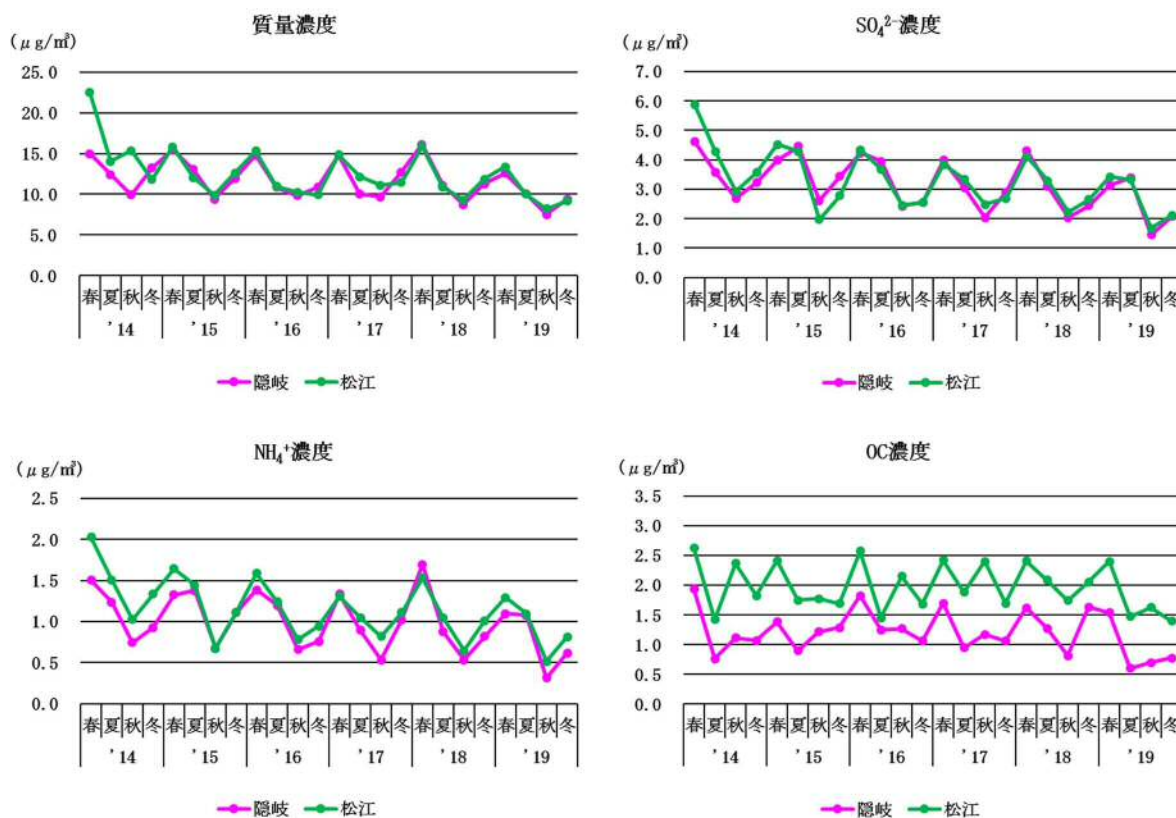 質量濃度
(μg/㎥)
25.0
20.0
15.0
10.0
5.0
0.0
春 夏 秋 冬 春 夏 秋 冬 春 夏 秋 冬 春 夏 秋 冬 春 夏 秋 冬 春 夏 秋 冬
'14 '15 '16 '17 '18 '19
隠岐 松江
SO₄²⁻濃度
(μg/㎥)
7.0
6.0
5.0
4.0
3.0
2.0
1.0
0.0
春 夏 秋 冬 春 夏 秋 冬 春 夏 秋 冬 春 夏 秋 冬 春 夏 秋 冬 春 夏 秋 冬
'14 '15 '16 '17 '18 '19
隠岐 松江
NH₄⁺濃度
(μg/㎥)
2.5
2.0
1.5
1.0
0.5
0.0
春 夏 秋 冬 春 夏 秋 冬 春 夏 秋 冬 春 夏 秋 冬 春 夏 秋 冬 春 夏 秋 冬
'14 '15 '16 '17 '18 '19
隠岐 松江
OC濃度
(μg/㎥)
3.5
3.0
2.5
2.0
1.5
1.0
0.5
0.0
春 夏 秋 冬 春 夏 秋 冬 春 夏 秋 冬 春 夏 秋 冬 春 夏 秋 冬 春 夏 秋 冬
'14 '15 '16 '17 '18 '19
隠岐 松江